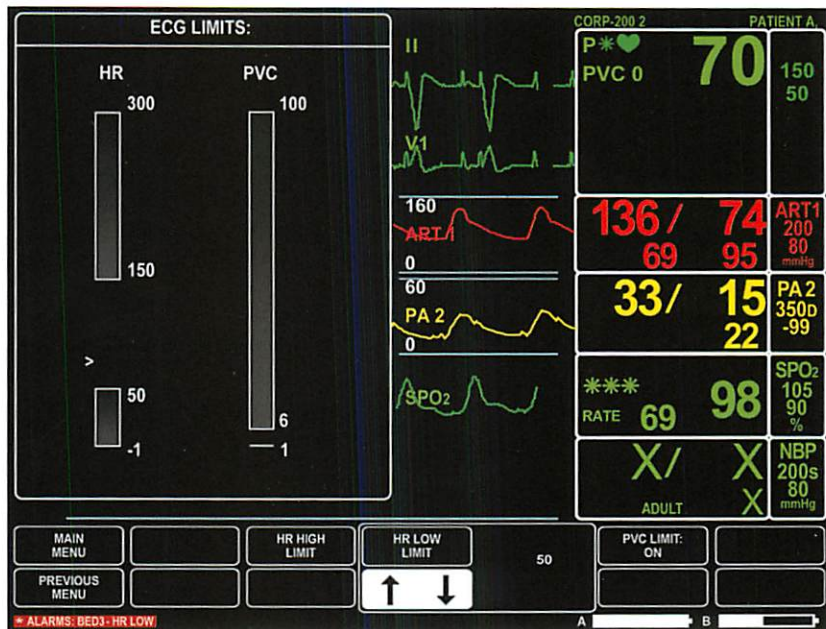 ECG LIMITS:
HR
PVC
300
150
>
50
-1
100
6
1
II
V1
160
ART 1
0
60
PA 2
0
SPO2
CORP-200 2
PATIENT A,
P*
70
PVC 0
150
50
136/ 74
69 95
ART1
200
80
mmHg
33/ 15
22
PA 2
350D
-99
***
RATE 69
98
SPO2
105
90
%
X/ X
ADULT X
NBP
200s
80
mmHg
MAIN
MENU
HR HIGH
LIMIT
HR LOW
LIMIT
50
PVC LIMIT:
ON
PREVIOUS
MENU
↑ ↓
* ALARMS: BED3 - HR LOW
A
B